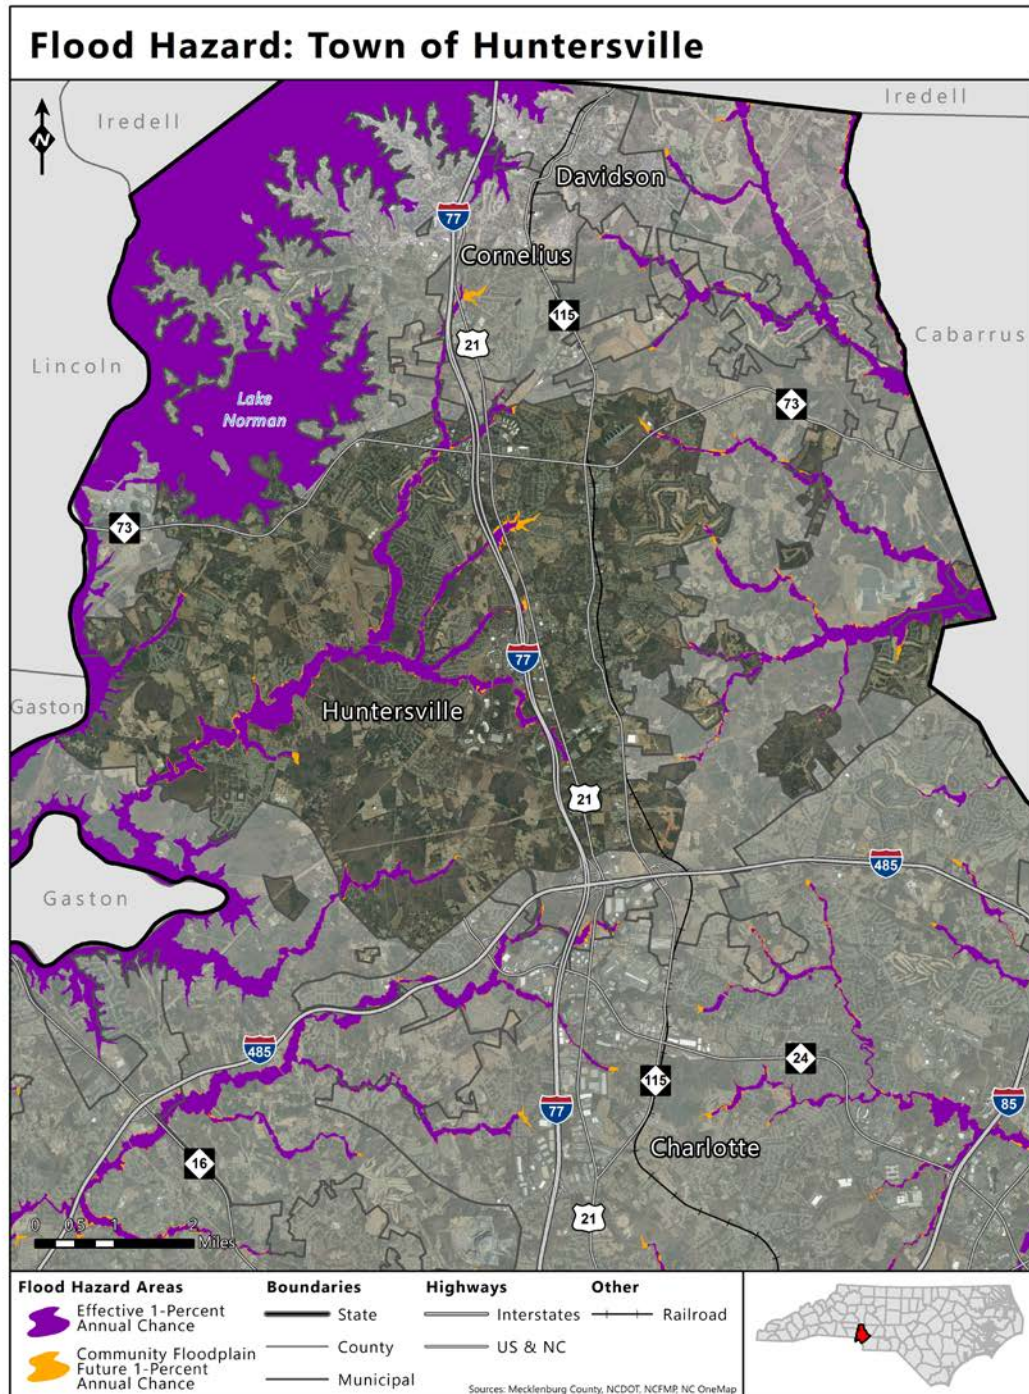 Flood Hazard: Town of Huntersville
Iredell
Iredell
N
Davidson
77
Cornelius
115
21
Cabarrus
Lincoln
Lake
Norman
73
73
77
Gaston
Huntersville
21
485
Gaston
485
24
115
85
77
Charlotte
16
21
0 0.5 1 2
Miles
Flood Hazard Areas
Effective 1-Percent
Annual Chance
Community Floodplain
Future 1-Percent
Annual Chance
Boundaries
State
County
Municipal
Highways
Interstates
US & NC
Other
Railroad
Sources: Mecklenburg County, NCDOT, NCFMP, NC OneMap